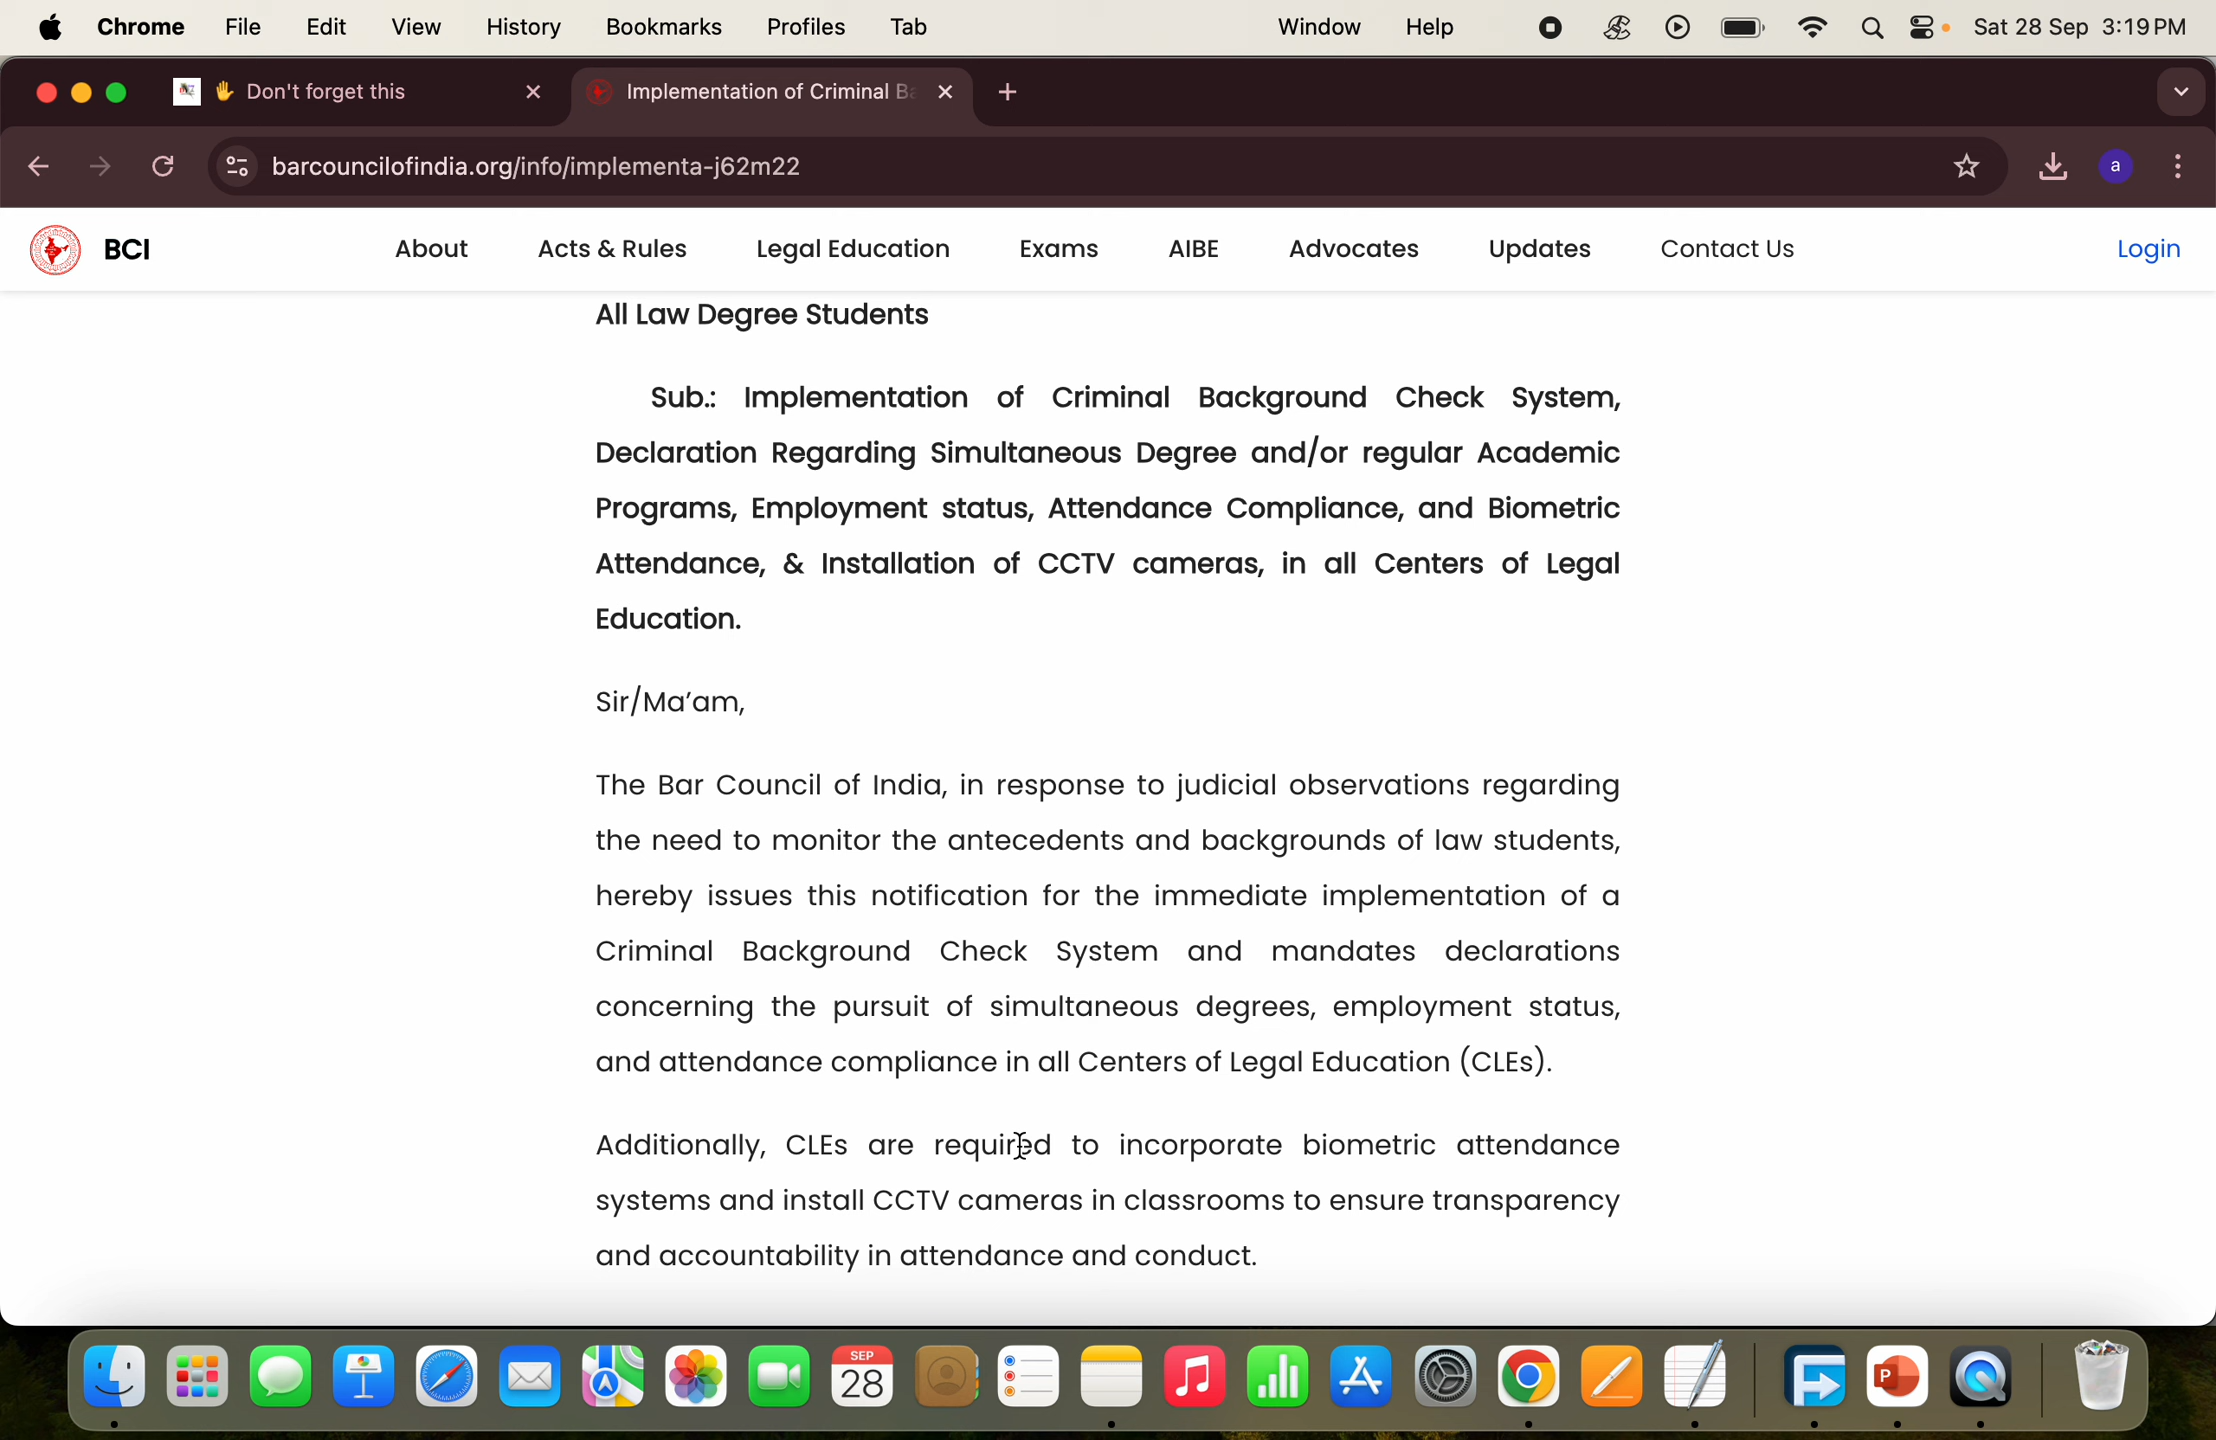 Chrome File Edit View History Bookmarks Profiles Tab Window Help Sat 28 Sep 3:19 PM
Don't forget this Implementation of Criminal Ba
barcouncilofindia.org/info/implementa-j62m22 a
BCI About Acts & Rules Legal Education Exams AIBE Advocates Updates Contact Us Login
All Law Degree Students
Sub.: Implementation of Criminal Background Check System,
Declaration Regarding Simultaneous Degree and/or regular Academic
Programs, Employment status, Attendance Compliance, and Biometric
Attendance, & Installation of CCTV cameras, in all Centers of Legal
Education.
Sir/Ma’am,
The Bar Council of India, in response to judicial observations regarding
the need to monitor the antecedents and backgrounds of law students,
hereby issues this notification for the immediate implementation of a
Criminal Background Check System and mandates declarations
concerning the pursuit of simultaneous degrees, employment status,
and attendance compliance in all Centers of Legal Education (CLEs).
Additionally, CLEs are required to incorporate biometric attendance
systems and install CCTV cameras in classrooms to ensure transparency
and accountability in attendance and conduct.
SEP
28
P